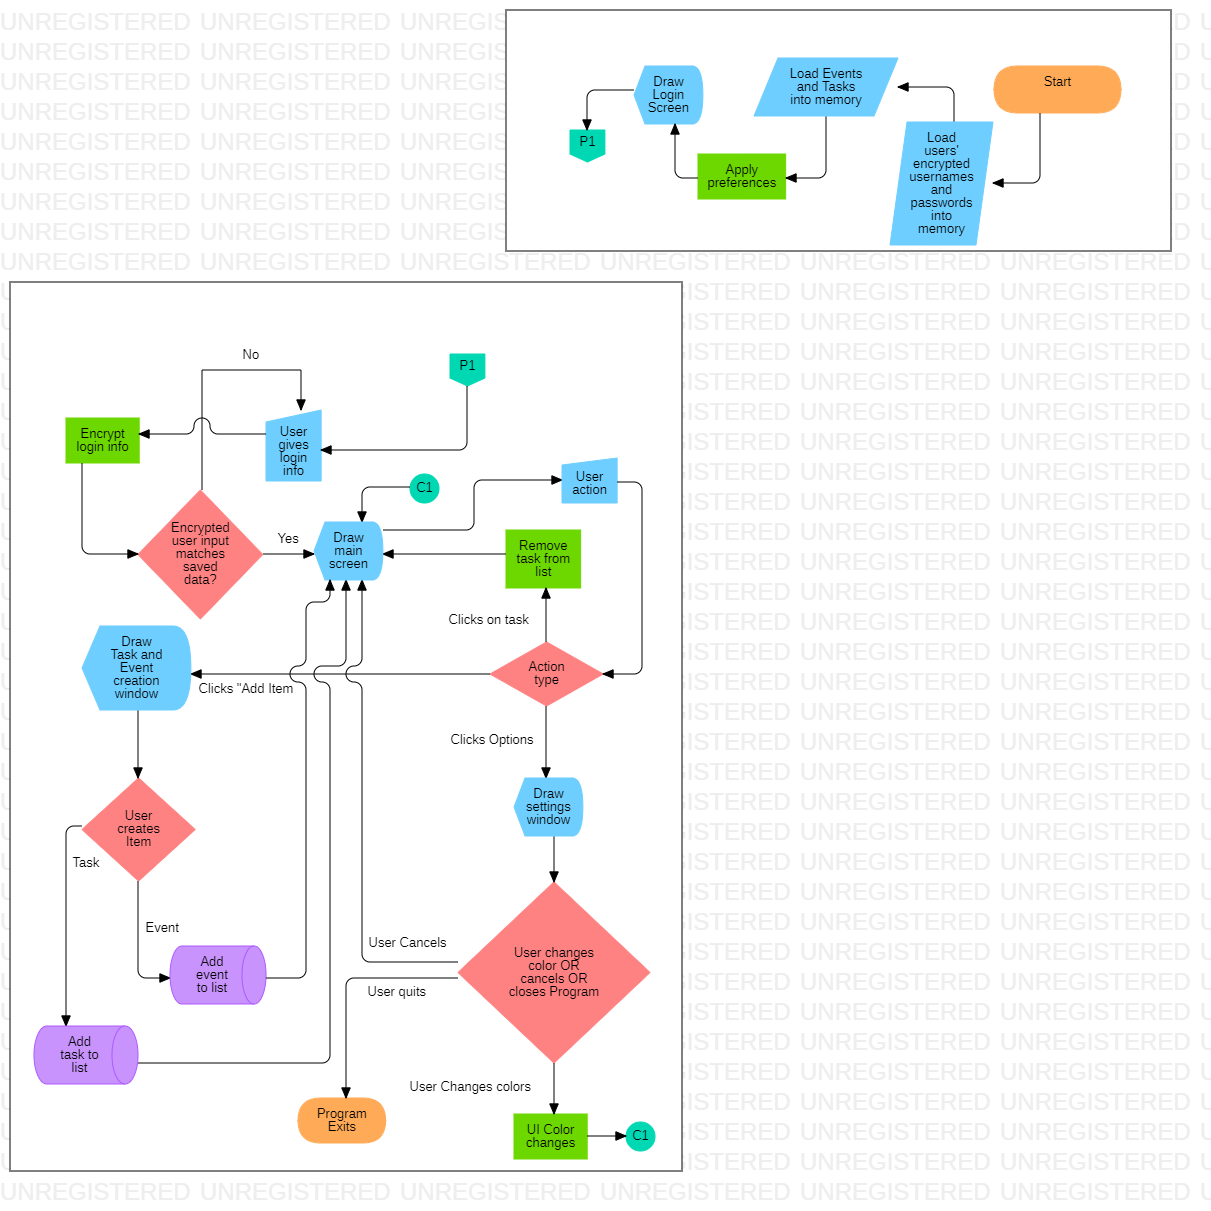 Start
Load
users'
encrypted
usernames
and
passwords
into
memory
Load Events
and Tasks
into memory
Apply
preferences
Draw
Login
Screen
P1
P1
No
User
gives
login
info
Encrypt
login info
Encrypted
user input
matches
saved
data?
Yes
C1
Draw
main
screen
User
action
Remove
task from
list
Clicks on task
Action
type
Clicks "Add Item
Draw
Task and
Event
creation
window
Clicks Options
Draw
settings
window
User
creates
Item
Task
Event
Add
event
to list
Add
task to
list
User Cancels
User changes
color OR
cancels OR
closes Program
User quits
Program
Exits
User Changes colors
UI Color
changes
C1
UNREGISTERED